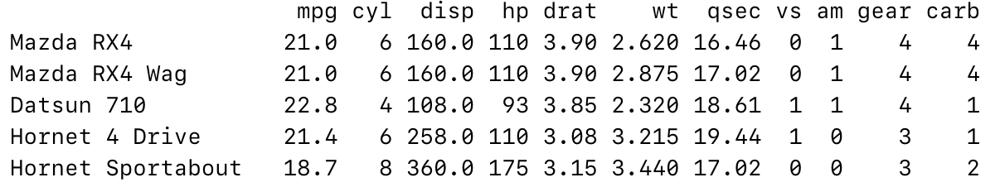 mpg cyl disp hp drat wt qsec vs am gear carb
Mazda RX4 21.0 6 160.0 110 3.90 2.620 16.46 0 1 4 4
Mazda RX4 Wag 21.0 6 160.0 110 3.90 2.875 17.02 0 1 4 4
Datsun 710 22.8 4 108.0 93 3.85 2.320 18.61 1 1 4 1
Hornet 4 Drive 21.4 6 258.0 110 3.08 3.215 19.44 1 0 3 1
Hornet Sportabout 18.7 8 360.0 175 3.15 3.440 17.02 0 0 3 2